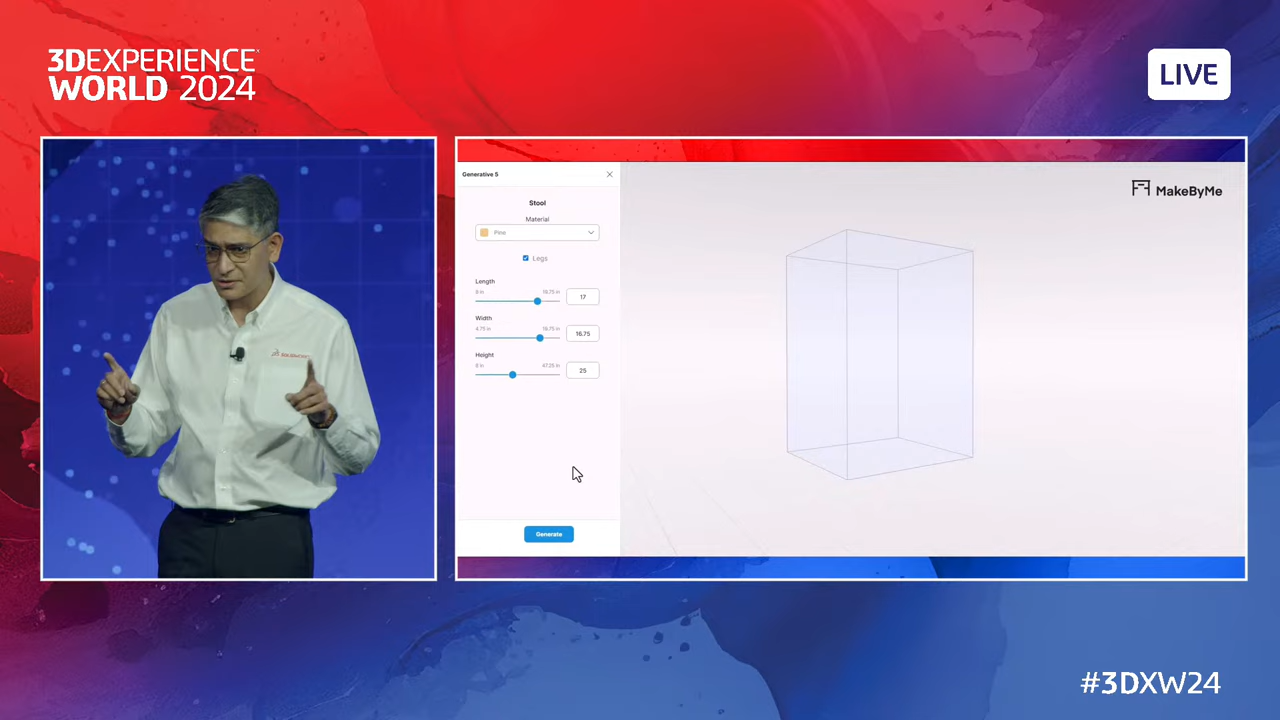 3DEXPERIENCE
WORLD 2024
LIVE
Generative 5
MakeByMe
Stool
Material
Pine
Legs
Length
17
Width
16.75
Height
25
Generate
#3DXW24